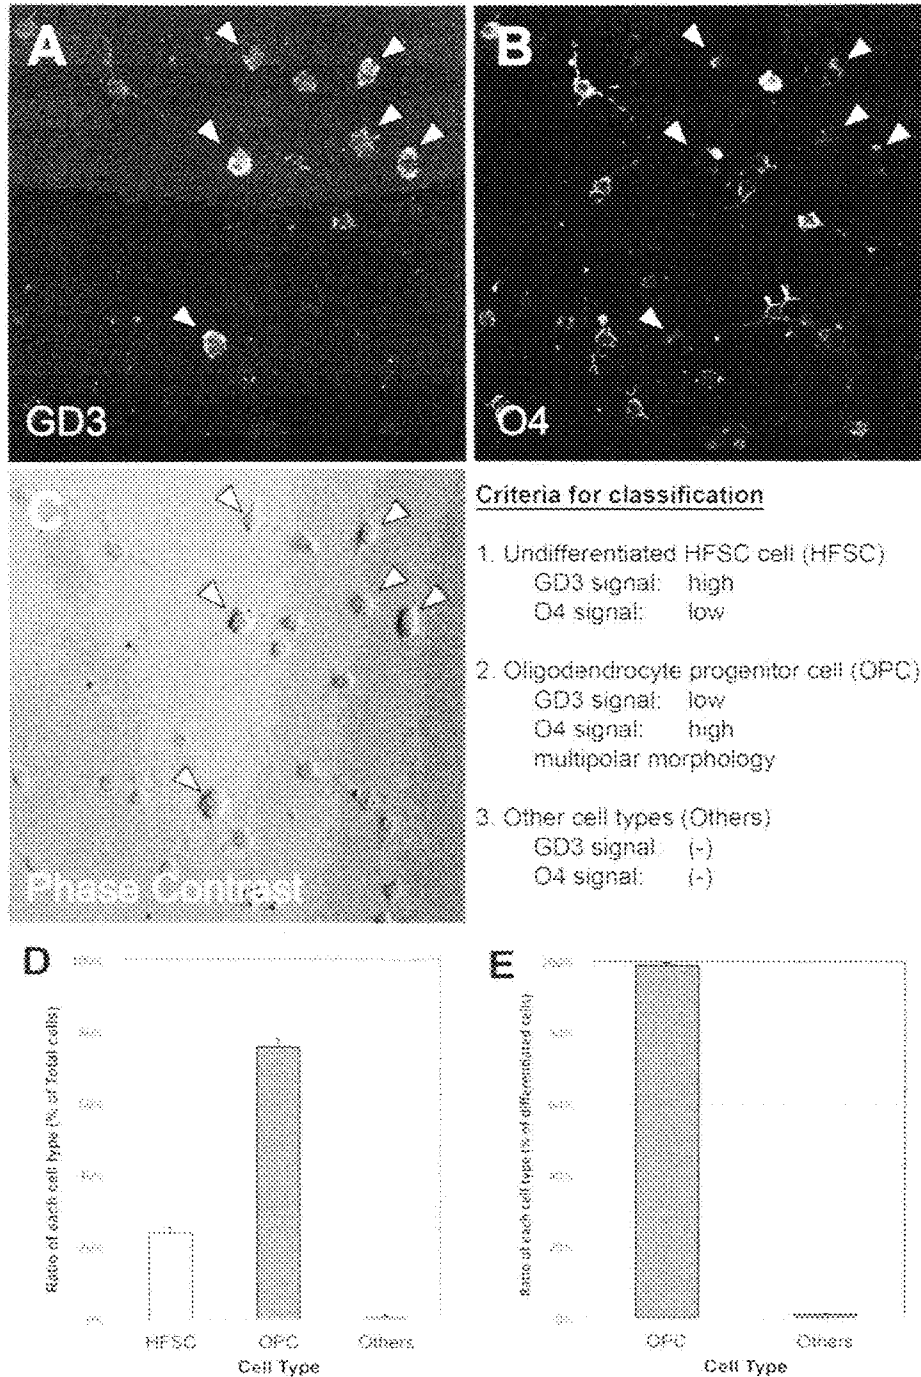 A
GD3
B
O4
C
Phase Contrast
Criteria for classification
1. Undifferentiated HFSC cell (HFSC)
GD3 signal: high
O4 signal: low
2. Oligodendrocyte progenitor cell (OPC)
GD3 signal: low
O4 signal: high
multipolar morphology
3. Other cell types (Others)
GD3 signal: (-)
O4 signal: (-)
D
Ratio of each cell type (% of Total cells)
HFSC OPC Others
Cell Type
E
Ratio of each cell type (% of differentiated cells)
OPC Others
Cell Type